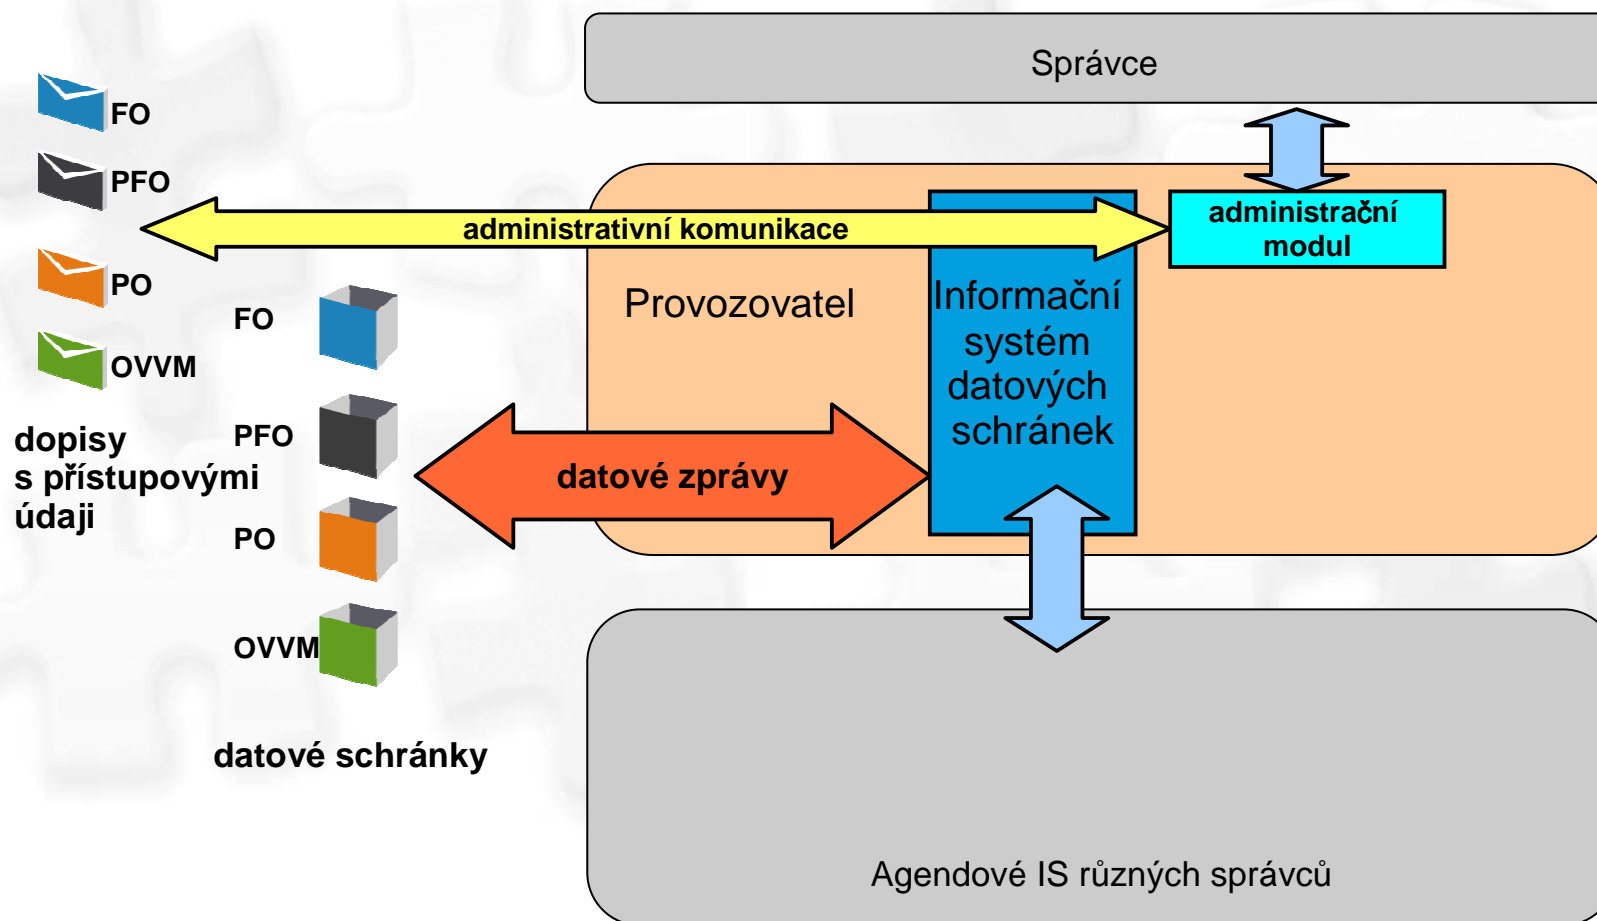 Správce
FO
PFO
PO
OVVM
dopisy
s přístupovými
údaji
administrativní komunikace
administrační
modul
Provozovatel
Informační
systém
datových
schránek
FO
PFO
PO
OVVM
datové schránky
datové zprávy
Agendové IS různých správců